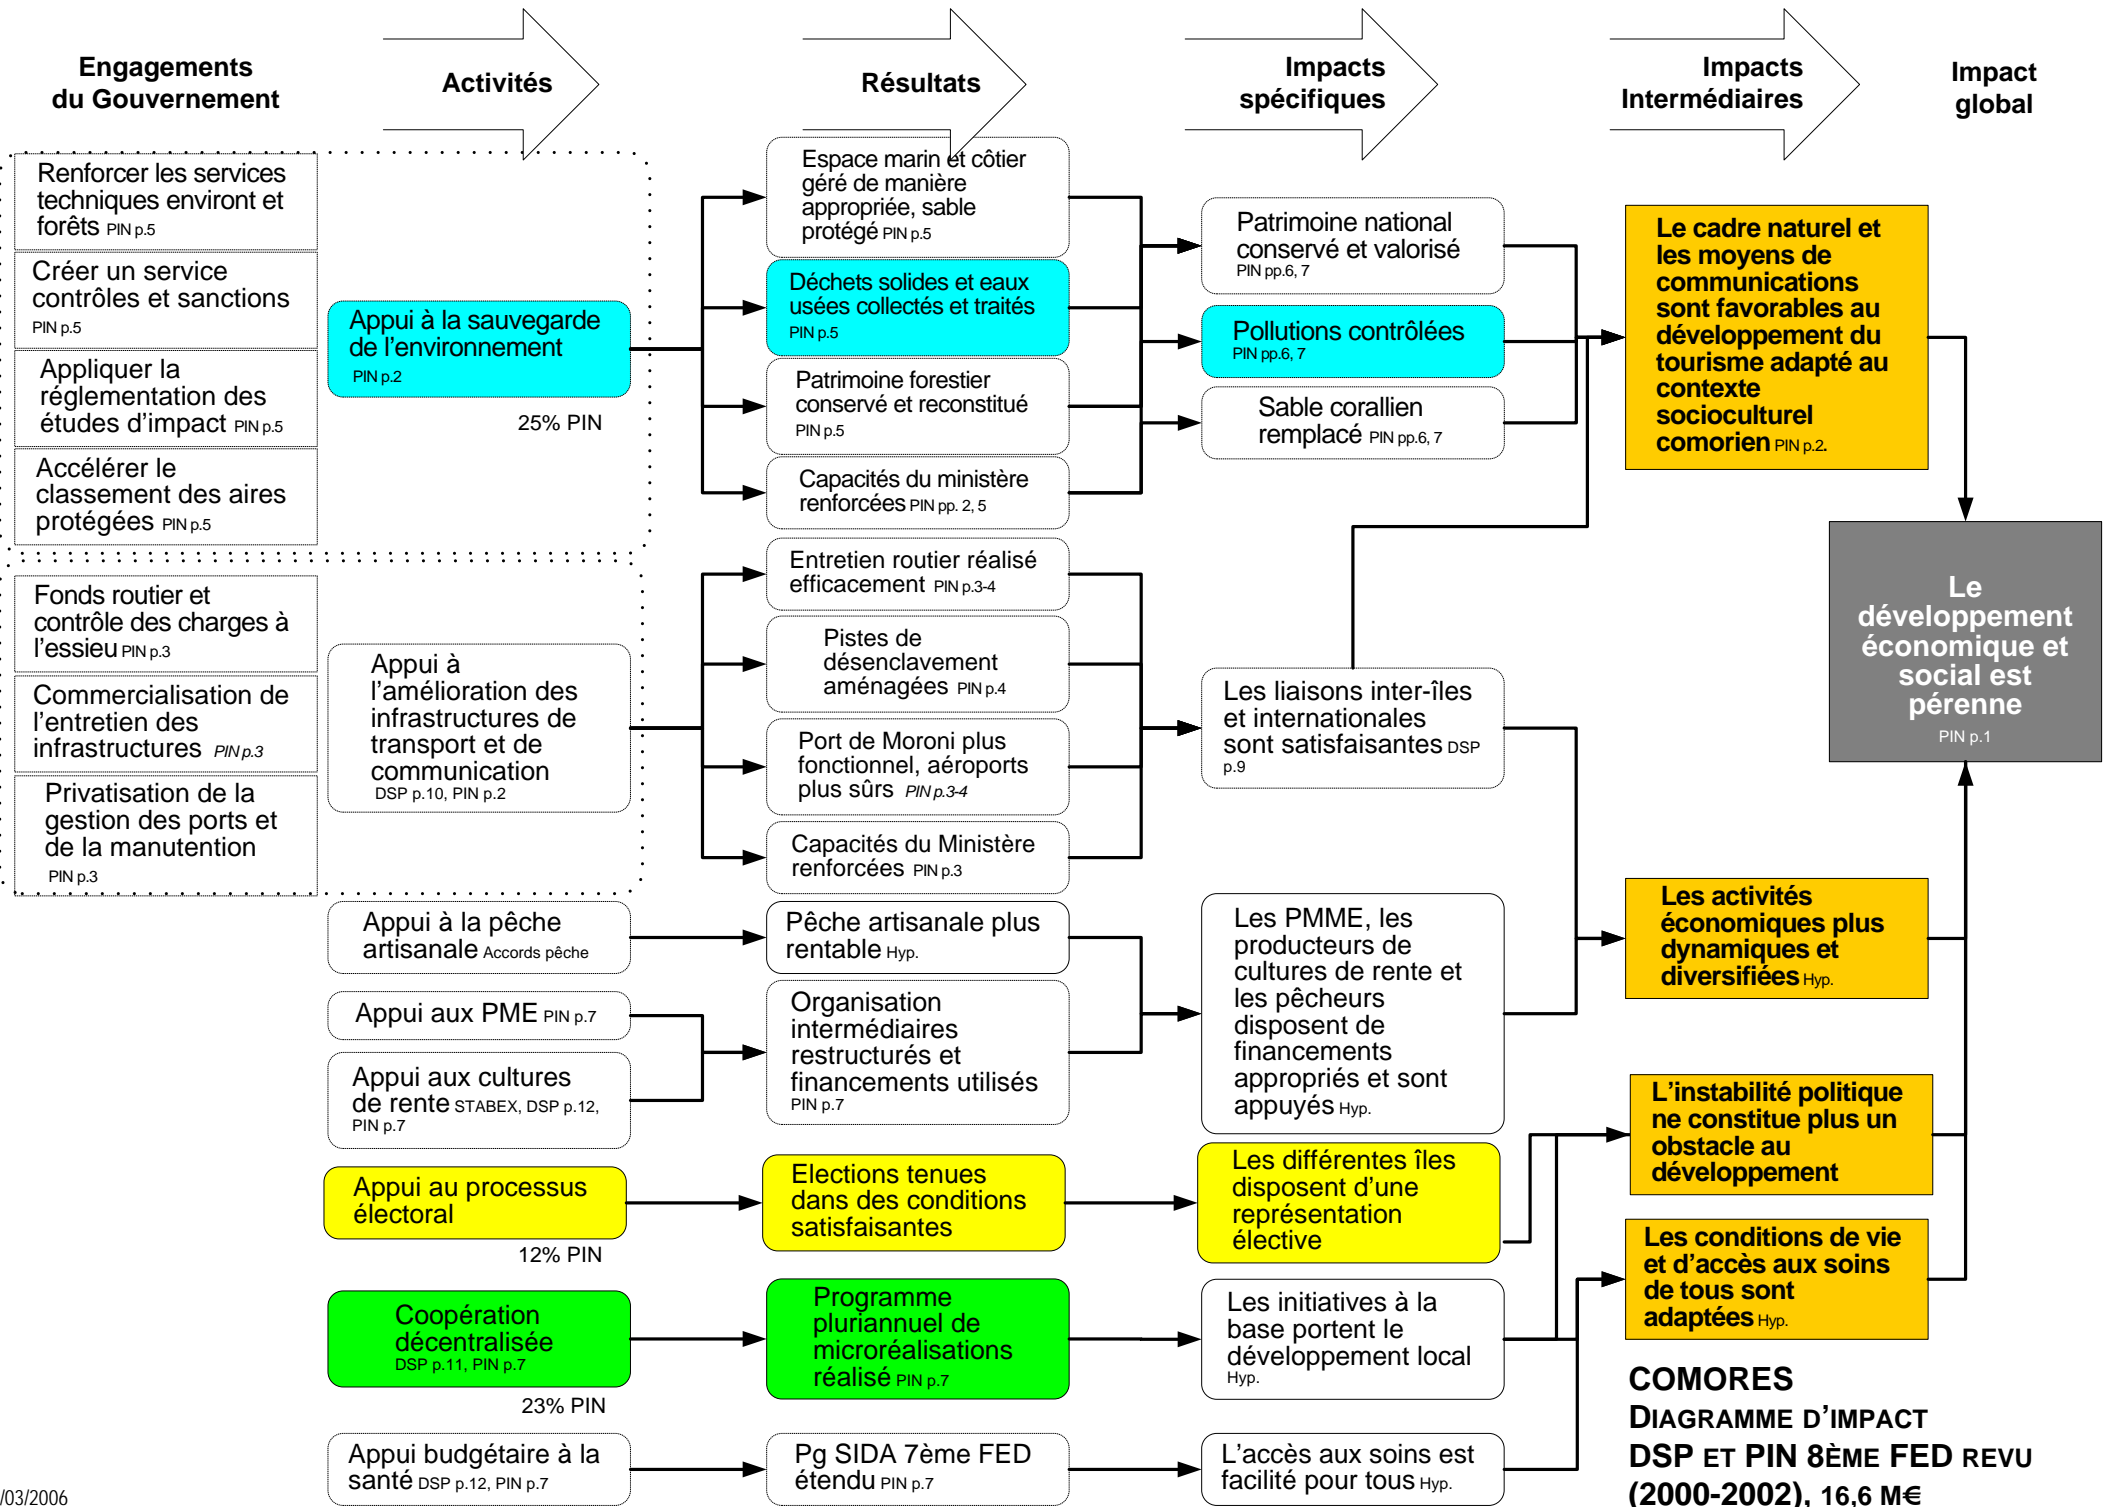 Engagements
du Gouvernement
Activités
Résultats
Impacts
spécifiques
Impacts
Intermédiaires
Impact
global
Renforcer les services
techniques environt et
forêts PIN p.5
Créer un service
contrôles et sanctions
PIN p.5
Appliquer la
réglementation des
études d’impact PIN p.5
Accélérer le
classement des aires
protégées PIN p.5
Fonds routier et
contrôle des charges à
l’essieu PIN p.3
Commercialisation de
l’entretien des
infrastructures PIN p.3
Privatisation de la
gestion des ports et
de la manutention
PIN p.3
Appui à la sauvegarde
de l’environnement
PIN p.2
25% PIN
Appui à
l’amélioration des
infrastructures de
transport et de
communication
DSP p.10, PIN p.2
Appui à la pêche
artisanale Accords pêche
Appui aux PME PIN p.7
Appui aux cultures
de rente STABEX, DSP p.12,
PIN p.7
Appui au processus
électoral
12% PIN
Coopération
décentralisée
DSP p.11, PIN p.7
23% PIN
Appui budgétaire à la
santé DSP p.12, PIN p.7
Espace marin et côtier
géré de manière
appropriée, sable
protégé PIN p.5
Déchets solides et eaux
usées collectés et traités
PIN p.5
Patrimoine forestier
conservé et reconstitué
PIN p.5
Capacités du ministère
renforcées PIN pp. 2, 5
Entretien routier réalisé
efficacement PIN p.3-4
Pistes de
désenclavement
aménagées PIN p.4
Port de Moroni plus
fonctionnel, aéroports
plus sûrs PIN p.3-4
Capacités du Ministère
renforcées PIN p.3
Pêche artisanale plus
rentable Hyp.
Organisation
intermédiaires
restructurés et
financements utilisés
PIN p.7
Elections tenues
dans des conditions
satisfaisantes
Programme
pluriannuel de
microréalisations
réalisé PIN p.7
Pg SIDA 7ème FED
étendu PIN p.7
Patrimoine national
conservé et valorisé
PIN pp.6, 7
Pollutions contrôlées
PIN pp.6, 7
Sable corallien
remplacé PIN pp.6, 7
Les liaisons inter-îles
et internationales
sont satisfaisantes DSP
p.9
Les PMME, les
producteurs de
cultures de rente et
les pêcheurs
disposent de
financements
appropriés et sont
appuyés Hyp.
Les différentes îles
disposent d’une
représentation
élective
Les initiatives à la
base portent le
développement local
Hyp.
L’accès aux soins est
facilité pour tous Hyp.
Le cadre naturel et
les moyens de
communications
sont favorables au
développement du
tourisme adapté au
contexte
socioculturel
comorien PIN p.2.
Les activités
économiques plus
dynamiques et
diversifiées Hyp.
L’instabilité politique
ne constitue plus un
obstacle au
développement
Les conditions de vie
et d’accès aux soins
de tous sont
adaptées Hyp.
Le
développement
économique et
social est
pérenne
PIN p.1
COMORES
DIAGRAMME D’IMPACT
DSP ET PIN 8ÈME FED REVU
(2000-2002), 16,6 M€
/03/2006